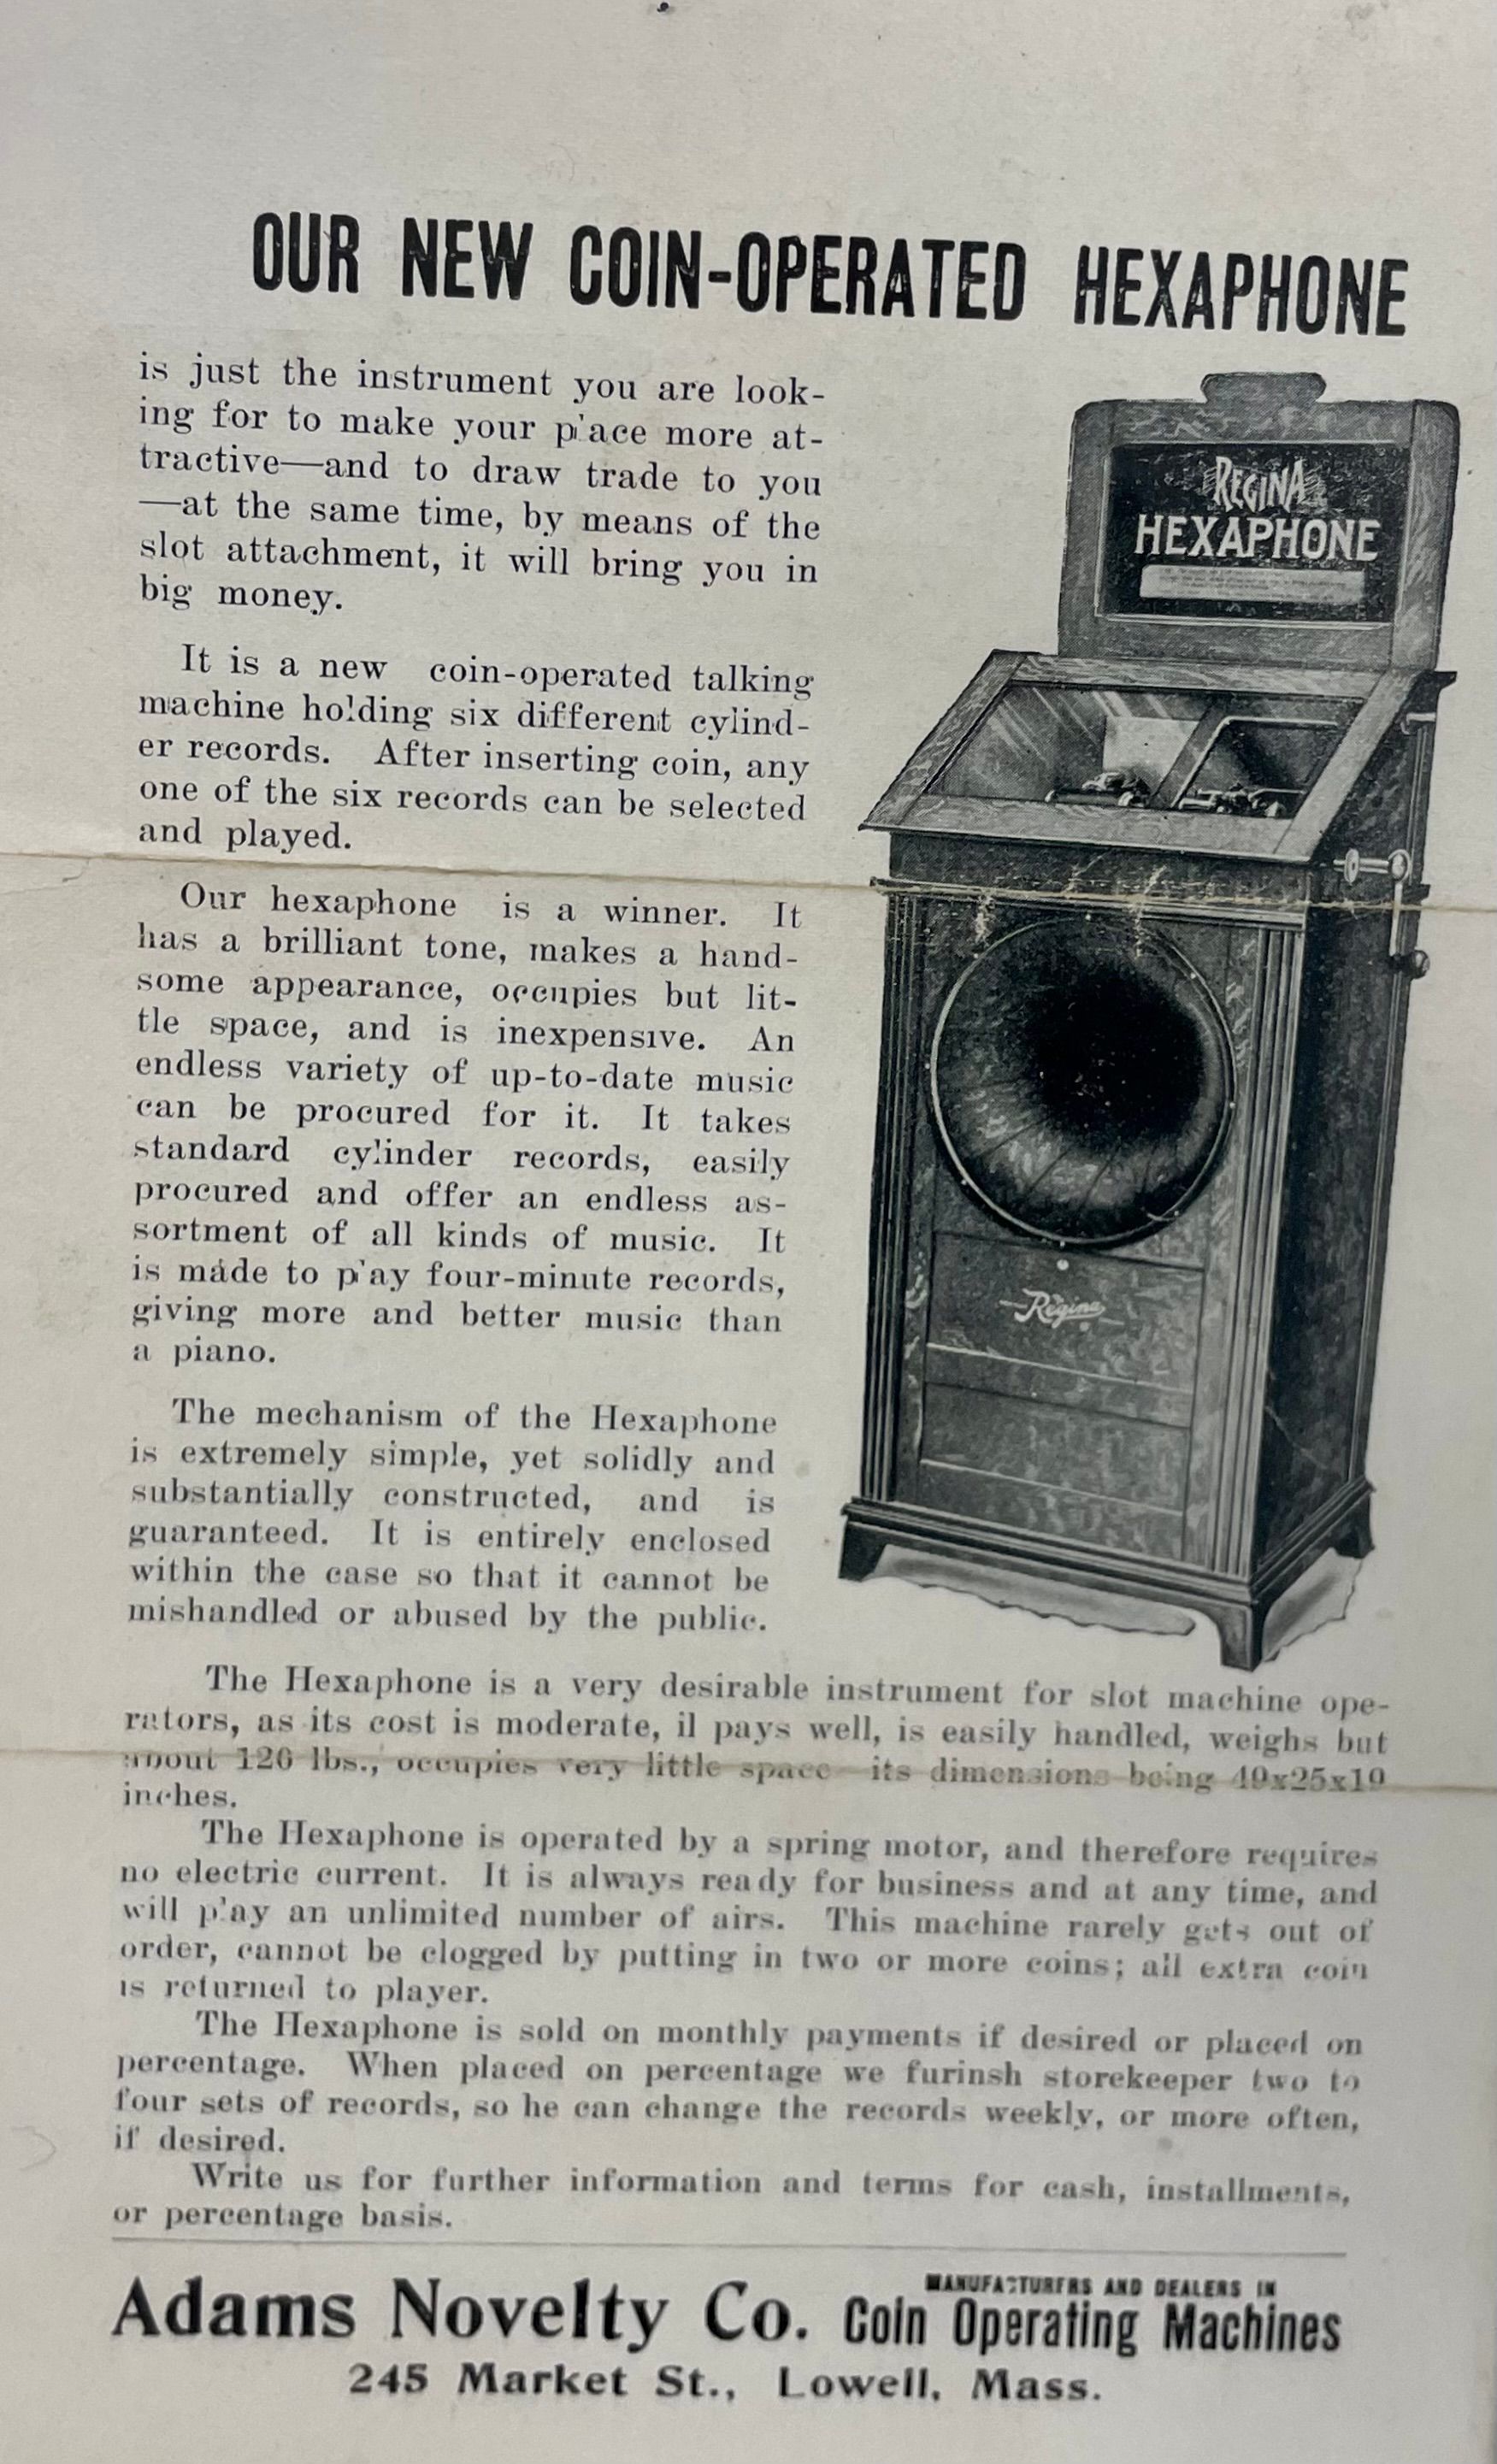 OUR NEW COIN-OPERATED HEXAPHONE
is just the instrument you are look-
ing for to make your place more at-
tractive—and to draw trade to you
—at the same time, by means of the
slot attachment, it will bring you in
big money.
It is a new coin-operated talking
machine holding six different cylind-
er records. After inserting coin, any
one of the six records can be selected
and played.
Our hexaphone is a winner. It
has a brilliant tone, makes a hand-
some appearance, occupies but lit-
tle space, and is inexpensive. An
endless variety of up-to-date music
can be procured for it. It takes
standard cylinder records, easily
procured and offer an endless as-
sortment of all kinds of music. It
is made to play four-minute records,
giving more and better music than
a piano.
The mechanism of the Hexaphone
is extremely simple, yet solidly and
substantially constructed, and is
guaranteed. It is entirely enclosed
within the case so that it cannot be
mishandled or abused by the public.
REGINA
HEXAPHONE
Regina
The Hexaphone is a very desirable instrument for slot machine ope-
rators, as its cost is moderate, il pays well, is easily handled, weighs but
about 120 lbs., occupies very little space—its dimensions being 49x25x19
inches.
The Hexaphone is operated by a spring motor, and therefore requires
no electric current. It is always ready for business and at any time, and
will play an unlimited number of airs. This machine rarely gets out of
order, cannot be clogged by putting in two or more coins; all extra coin
is returned to player.
The Hexaphone is sold on monthly payments if desired or placed on
percentage. When placed on percentage we furinsh storekeeper two to
four sets of records, so he can change the records weekly, or more often,
if desired.
Write us for further information and terms for cash, installments,
or percentage basis.
Adams Novelty Co. MANUFACTURERS AND DEALERS IN
Coin Operating Machines
245 Market St., Lowell, Mass.